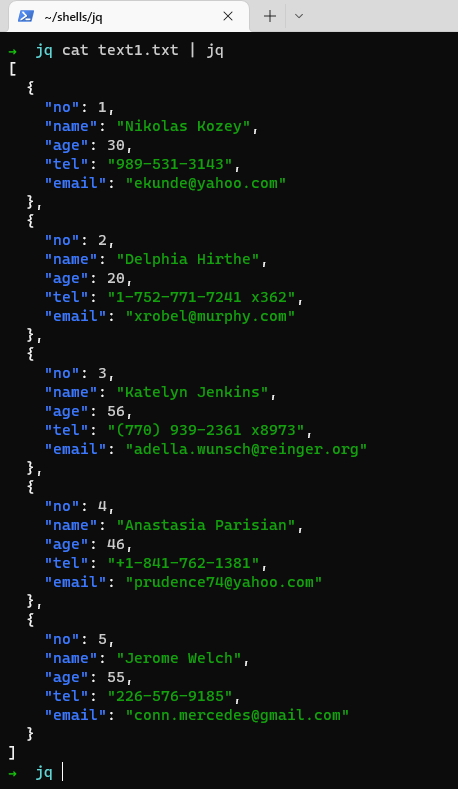 ~/shells/jq
→ jq cat text1.txt | jq
[
  {
    "no": 1,
    "name": "Nikolas Kozey",
    "age": 30,
    "tel": "989-531-3143",
    "email": "ekunde@yahoo.com"
  },
  {
    "no": 2,
    "name": "Delphia Hirthe",
    "age": 20,
    "tel": "1-752-771-7241 x362",
    "email": "xrobel@murphy.com"
  },
  {
    "no": 3,
    "name": "Katelyn Jenkins",
    "age": 56,
    "tel": "(770) 939-2361 x8973",
    "email": "adella.wunsch@reinger.org"
  },
  {
    "no": 4,
    "name": "Anastasia Parisian",
    "age": 46,
    "tel": "+1-841-762-1381",
    "email": "prudence74@yahoo.com"
  },
  {
    "no": 5,
    "name": "Jerome Welch",
    "age": 55,
    "tel": "226-576-9185",
    "email": "conn.mercedes@gmail.com"
  }
]
→ jq